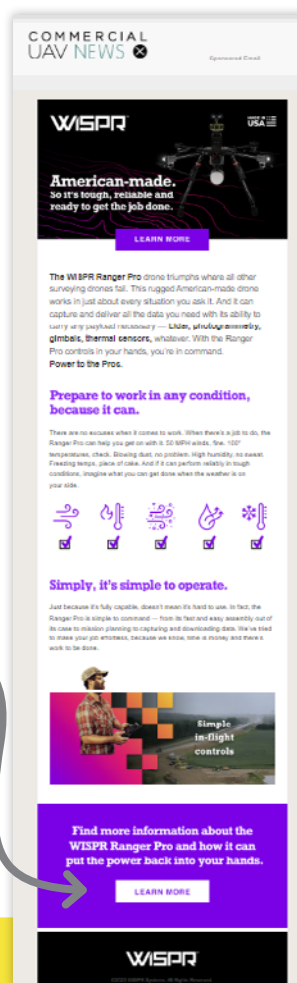 COMMERCIAL
UAV NEWS
Sponsored Email
WISPR
MADE IN
USA
American-made.
So it's tough, reliable and
ready to get the job done.
LEARN MORE
The WISPR Ranger Pro drone triumphs where all other
surveying drones fail. This rugged American-made drone
works in just about every situation you ask it. And it can
capture and deliver all the data you need with its ability to
carry any payload necessary — Lidar, photogrammetry,
gimbals, thermal sensors, whatever. With the Ranger
Pro controls in your hands, you're in command.
Power to the Pros.
Prepare to work in any condition,
because it can.
There are no excuses when it comes to work. When there's a job to do, the
Ranger Pro can help you get on with it. 50 MPH winds, fine. 100°
temperatures, check. Blowing dust, no problem. High humidity, no sweat.
Freezing temps, piece of cake. And if it can perform reliably in tough
conditions, imagine what you can get done when the weather is on
your side.
Simply, it's simple to operate.
Just because it's fully capable, doesn't mean it's hard to use. In fact, the
Ranger Pro is simple to command — from its fast and easy assembly out of
its case to mission planning to capturing and downloading data. We've tried
to make your job effortless, because we know, time is money and there's
work to be done.
Simple
in-flight
controls
Find more information about the
WISPR Ranger Pro and how it can
put the power back into your hands.
LEARN MORE
WISPR
©2022 WISPR Systems. All Rights Reserved.